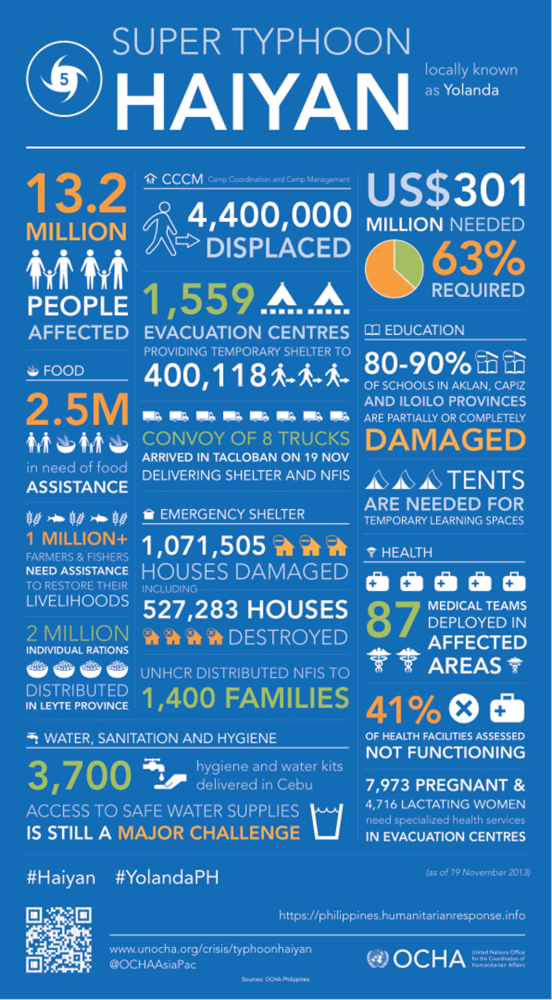 SUPER TYPHOON
5
HAIYAN
locally known
as Yolanda
13.2
MILLION
PEOPLE
AFFECTED
FOOD
2.5M
in need of food
ASSISTANCE
1 MILLION+
FARMERS & FISHERS
NEED ASSISTANCE
TO RESTORE THEIR
LIVELIHOODS
2 MILLION
INDIVIDUAL RATIONS
DISTRIBUTED
IN LEYTE PROVINCE
CCCM Camp Coordination and Camp Management
4,400,000
DISPLACED
1,559
EVACUATION CENTRES
PROVIDING TEMPORARY SHELTER TO
400,118
CONVOY OF 8 TRUCKS
ARRIVED IN TACLOBAN ON 19 NOV
DELIVERING SHELTER AND NFIS
EMERGENCY SHELTER
1,071,505
HOUSES DAMAGED
INCLUDING
527,283 HOUSES
DESTROYED
UNHCR DISTRIBUTED NFIS TO
1,400 FAMILIES
WATER, SANITATION AND HYGIENE
3,700
hygiene and water kits
delivered in Cebu
ACCESS TO SAFE WATER SUPPLIES
IS STILL A MAJOR CHALLENGE
US$301
MILLION NEEDED
63%
REQUIRED
EDUCATION
80-90%
OF SCHOOLS IN AKLAN, CAPIZ
AND ILOILO PROVINCES
ARE PARTIALLY OR COMPLETELY
DAMAGED
TENTS
ARE NEEDED FOR
TEMPORARY LEARNING SPACES
HEALTH
87
MEDICAL TEAMS
DEPLOYED IN
AFFECTED
AREAS
41%
OF HEALTH FACILITIES ASSESSED
NOT FUNCTIONING
7,973 PREGNANT &
4,716 LACTATING WOMEN
need specialized health services
IN EVACUATION CENTRES
#Haiyan #YolandaPH
(as of 19 November 2013)
https://philippines.humanitarianresponse.info
www.unocha.org/crisis/typhoonhaiyan
@OCHAAsiaPac
OCHA
United Nations Office
for the Coordination of
Humanitarian Affairs
Sources: OCHA Philippines